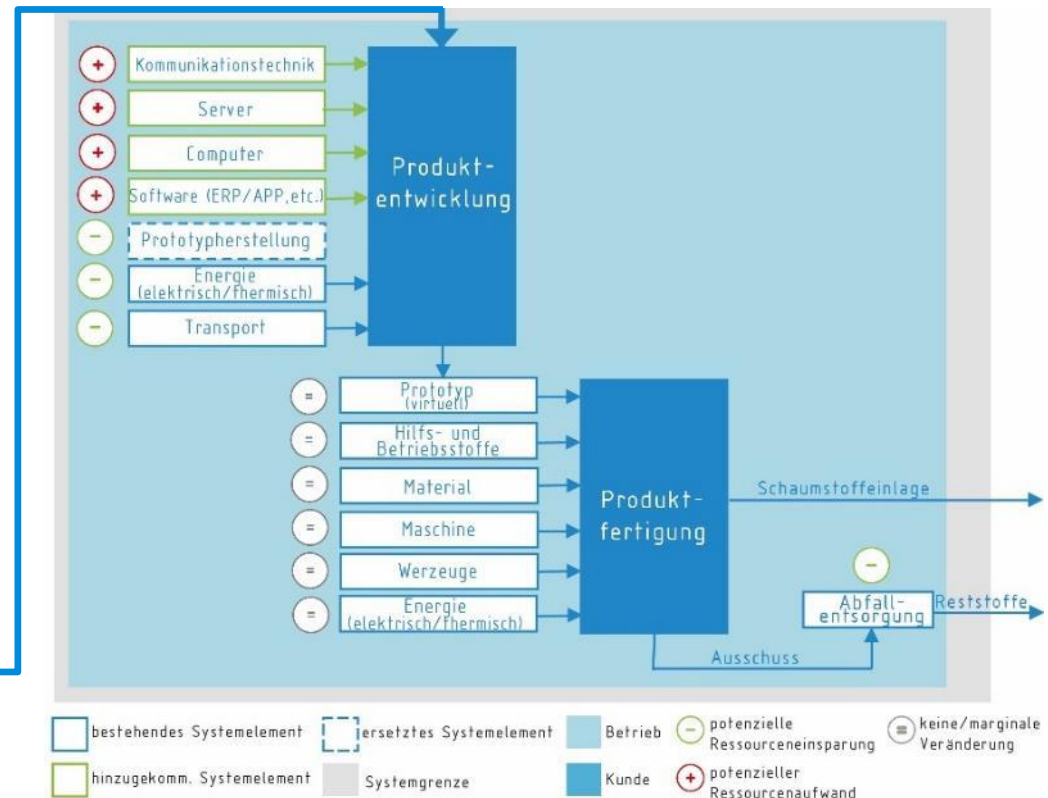 + Kommunikationstechnik
+ Server
+ Computer
+ Software (ERP/APP,etc.)
- Prototypherstellung
- Energie
(elektrisch/thermisch)
- Transport
Produkt-
entwicklung
= Prototyp
(virtuell)
= Hilfs- und
Betriebsstoffe
= Material
= Maschine
= Werzeuge
= Energie
(elektrisch/thermisch)
Produkt-
fertigung
Schaumstoffeinlage
-
Abfall-
entsorgung
Reststoffe
Ausschuss
bestehendes Systemelement
ersetztes Systemelement
Betrieb
- potenzielle
Ressourceneinsparung
= keine/marginale
Veränderung
hinzugekomm. Systemelement
Systemgrenze
Kunde
+ potenzieller
Ressourcenaufwand